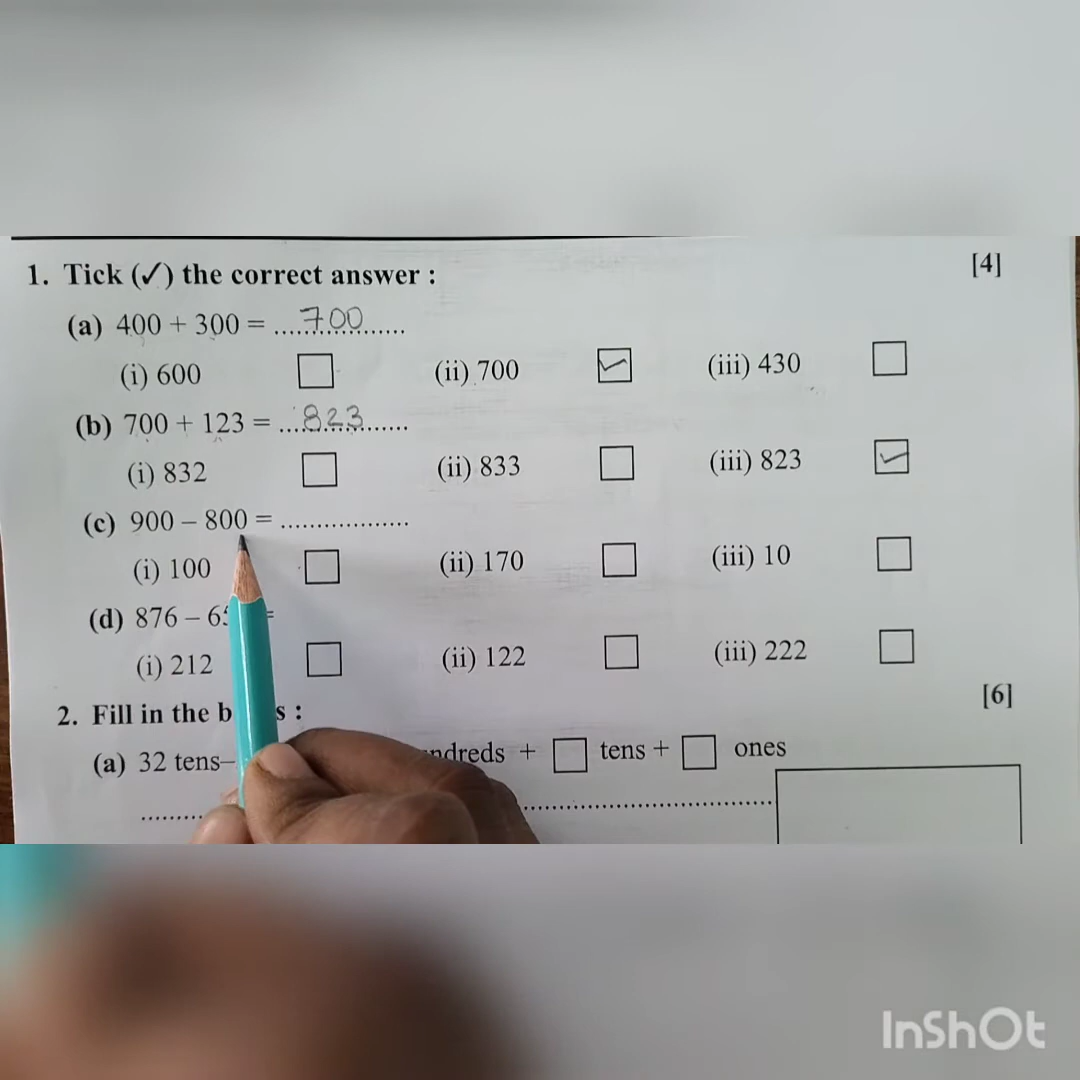 1. Tick (✓) the correct answer : [4]
(a) 400 + 300 = ...700...
(i) 600 (ii) 700 ✓ (iii) 430
(b) 700 + 123 = ...823...
(i) 832 (ii) 833 (iii) 823 ✓
(c) 900 – 800 = ..................
(i) 100 (ii) 170 (iii) 10
(d) 876 – =
(i) 212 (ii) 122 (iii) 222
2. Fill in the : [6]
(a) 32 tens– + tens + ones
InShOt